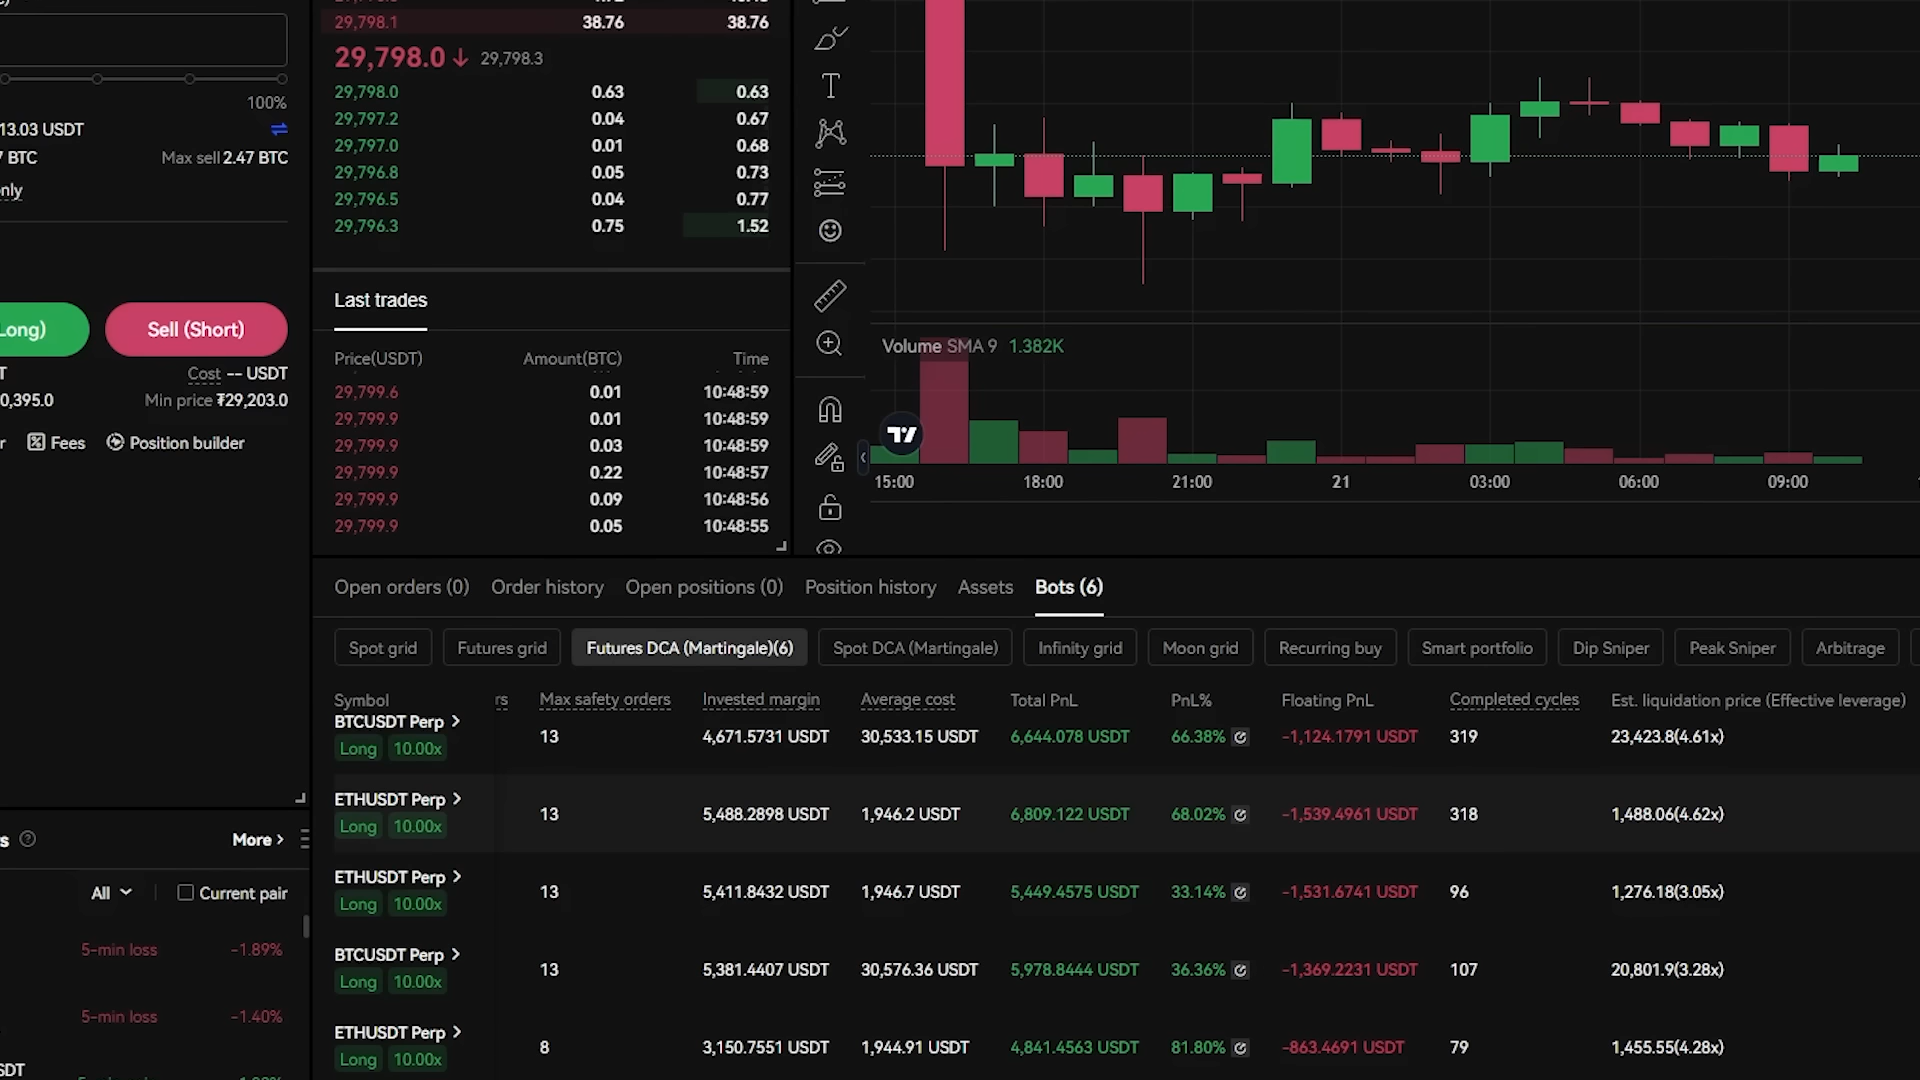 100%
13.03 USDT
BTC
Max sell 2.47 BTC
only
Long)
Sell (Short)
Cost -- USDT
0,395.0
Min price ₮29,203.0
Fees
Position builder
More >
All
Current pair
5-min loss -1.89%
5-min loss -1.40%
29,798.1 38.76 38.76
29,798.0 ↓ 29,798.3
29,798.0 0.63 0.63
29,797.2 0.04 0.67
29,797.0 0.01 0.68
29,796.8 0.05 0.73
29,796.5 0.04 0.77
29,796.3 0.75 1.52
Last trades
Price(USDT) Amount(BTC) Time
29,799.6 0.01 10:48:59
29,799.9 0.01 10:48:59
29,799.9 0.03 10:48:59
29,799.9 0.22 10:48:57
29,799.9 0.09 10:48:56
29,799.9 0.05 10:48:55
Volume SMA 9 1.382K
15:00 18:00 21:00 21 03:00 06:00 09:00
Open orders (0) Order history Open positions (0) Position history Assets Bots (6)
Spot grid Futures grid Futures DCA (Martingale)(6) Spot DCA (Martingale) Infinity grid Moon grid Recurring buy Smart portfolio Dip Sniper Peak Sniper Arbitrage
Symbol rs Max safety orders Invested margin Average cost Total PnL PnL% Floating PnL Completed cycles Est. liquidation price (Effective leverage)
BTCUSDT Perp >
Long 10.00x
13 4,671.5731 USDT 30,533.15 USDT 6,644.078 USDT 66.38% -1,124.1791 USDT 319 23,423.8(4.61x)
ETHUSDT Perp >
Long 10.00x
13 5,488.2898 USDT 1,946.2 USDT 6,809.122 USDT 68.02% -1,539.4961 USDT 318 1,488.06(4.62x)
ETHUSDT Perp >
Long 10.00x
13 5,411.8432 USDT 1,946.7 USDT 5,449.4575 USDT 33.14% -1,531.6741 USDT 96 1,276.18(3.05x)
BTCUSDT Perp >
Long 10.00x
13 5,381.4407 USDT 30,576.36 USDT 5,978.8444 USDT 36.36% -1,369.2231 USDT 107 20,801.9(3.28x)
ETHUSDT Perp >
Long 10.00x
8 3,150.7551 USDT 1,944.91 USDT 4,841.4563 USDT 81.80% -863.4691 USDT 79 1,455.55(4.28x)